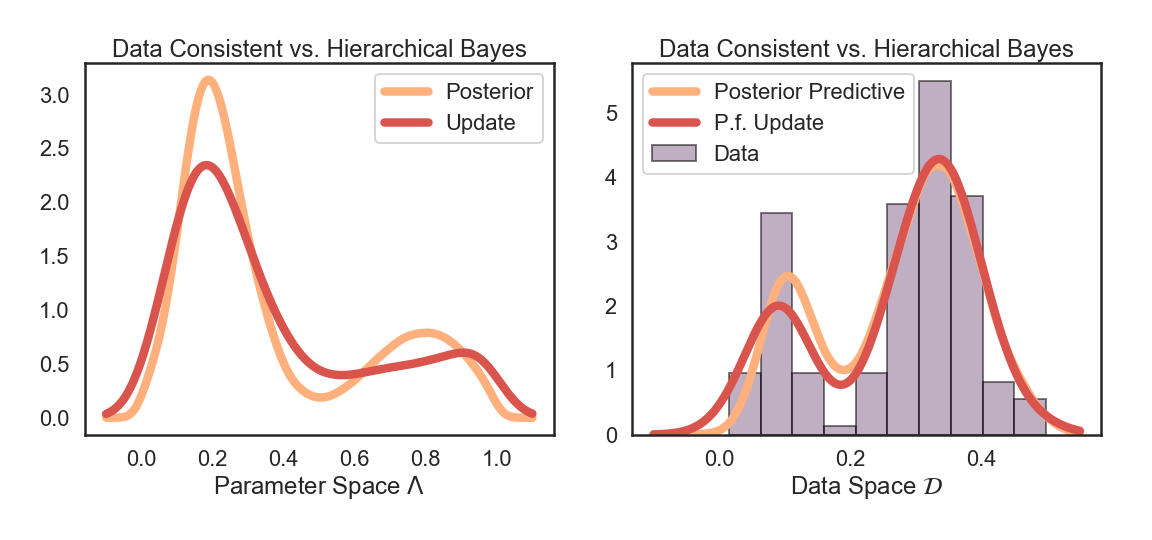 Data Consistent vs. Hierarchical Bayes
3.0
2.5
2.0
1.5
1.0
0.5
0.0
Posterior
Update
0.0 0.2 0.4 0.6 0.8 1.0
Parameter Space Λ
Data Consistent vs. Hierarchical Bayes
5
4
3
2
1
0
Posterior Predictive
P.f. Update
Data
0.0 0.2 0.4
Data Space 𝒟